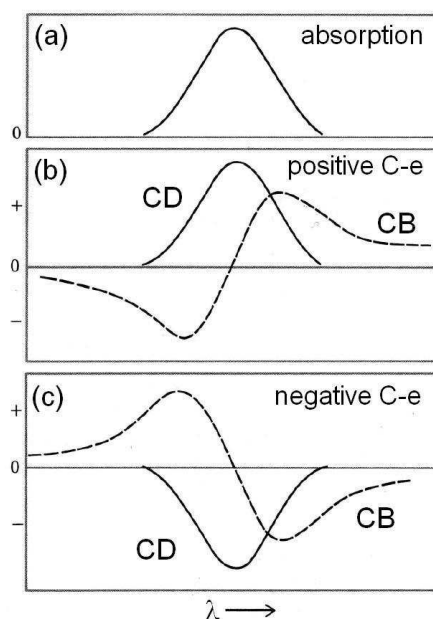 (a) absorption
0
(b) positive C-e
CD
+
CB
0
−
(c) negative C-e
+
0
−
CD
CB
λ →